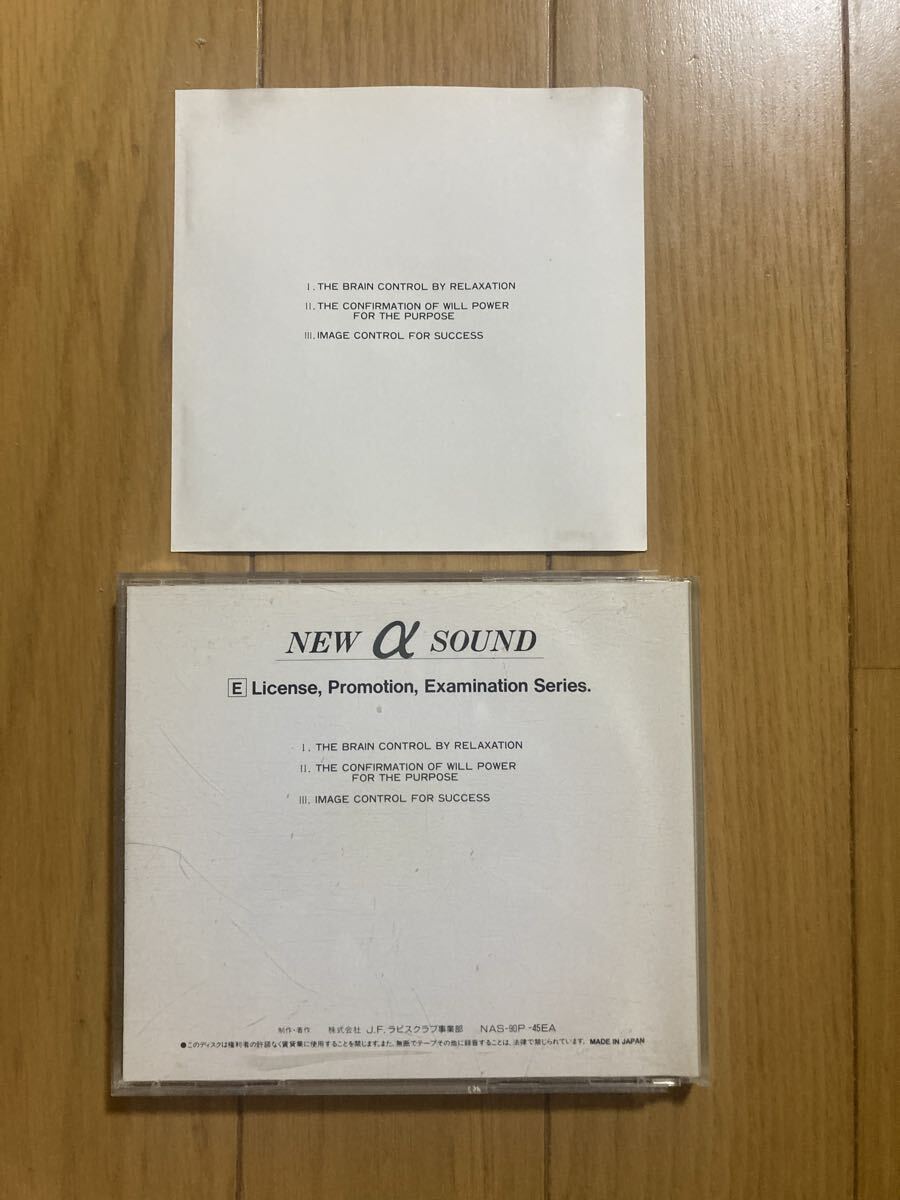 I. THE BRAIN CONTROL BY RELAXATION
II. THE CONFIRMATION OF WILL POWER
FOR THE PURPOSE
III. IMAGE CONTROL FOR SUCCESS
NEW α SOUND
E License, Promotion, Examination Series.
I. THE BRAIN CONTROL BY RELAXATION
II. THE CONFIRMATION OF WILL POWER
FOR THE PURPOSE
III. IMAGE CONTROL FOR SUCCESS
制作・著作 株式会社 J.F.ラピスクラブ事業部 NAS-90P-45EA
●このディスクは権利者の許諾なく賃貸業に使用することを禁じます。また、無断でテープその他に録音することは、法律で禁じられています。 MADE IN JAPAN